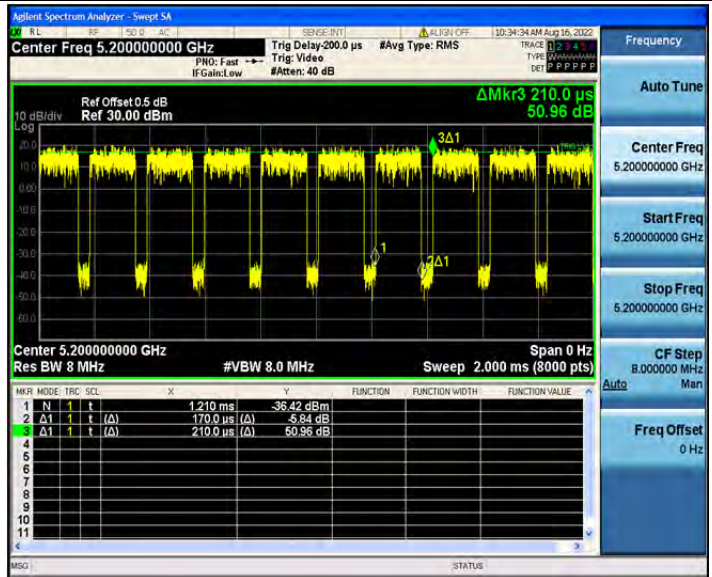 Agilent Spectrum Analyzer - Swept SA
RL RF 50 Ω AC SENSE:INT ALIGN OFF 10:34:34 AM Aug 16, 2022
Center Freq 5.200000000 GHz
PNO: Fast
IFGain:Low
Trig Delay-200.0 µs
Trig: Video
#Atten: 40 dB
#Avg Type: RMS
TRACE 1 2 3 4 5 6
TYPE
DET P P P P P P
Frequency
Auto Tune
Center Freq
5.200000000 GHz
Start Freq
5.200000000 GHz
Stop Freq
5.200000000 GHz
CF Step
8.000000 MHz
Auto Man
Freq Offset
0 Hz
ΔMkr3 210.0 µs
50.96 dB
Ref Offset 0.5 dB
10 dB/div Ref 30.00 dBm
Log
20.0
10.0
0.00
-10.0
-20.0
-30.0
-40.0
-50.0
-60.0
3Δ1
1
2Δ1
Center 5.200000000 GHz Span 0 Hz
Res BW 8 MHz #VBW 8.0 MHz Sweep 2.000 ms (8000 pts)
MKR MODE TRC SCL X Y FUNCTION FUNCTION WIDTH FUNCTION VALUE
1 N 1 t 1.210 ms -36.42 dBm
2 Δ1 1 t (Δ) 170.0 µs (Δ) -5.84 dB
3 Δ1 1 t (Δ) 210.0 µs (Δ) 50.96 dB
4
5
6
7
8
9
10
11
MSG STATUS